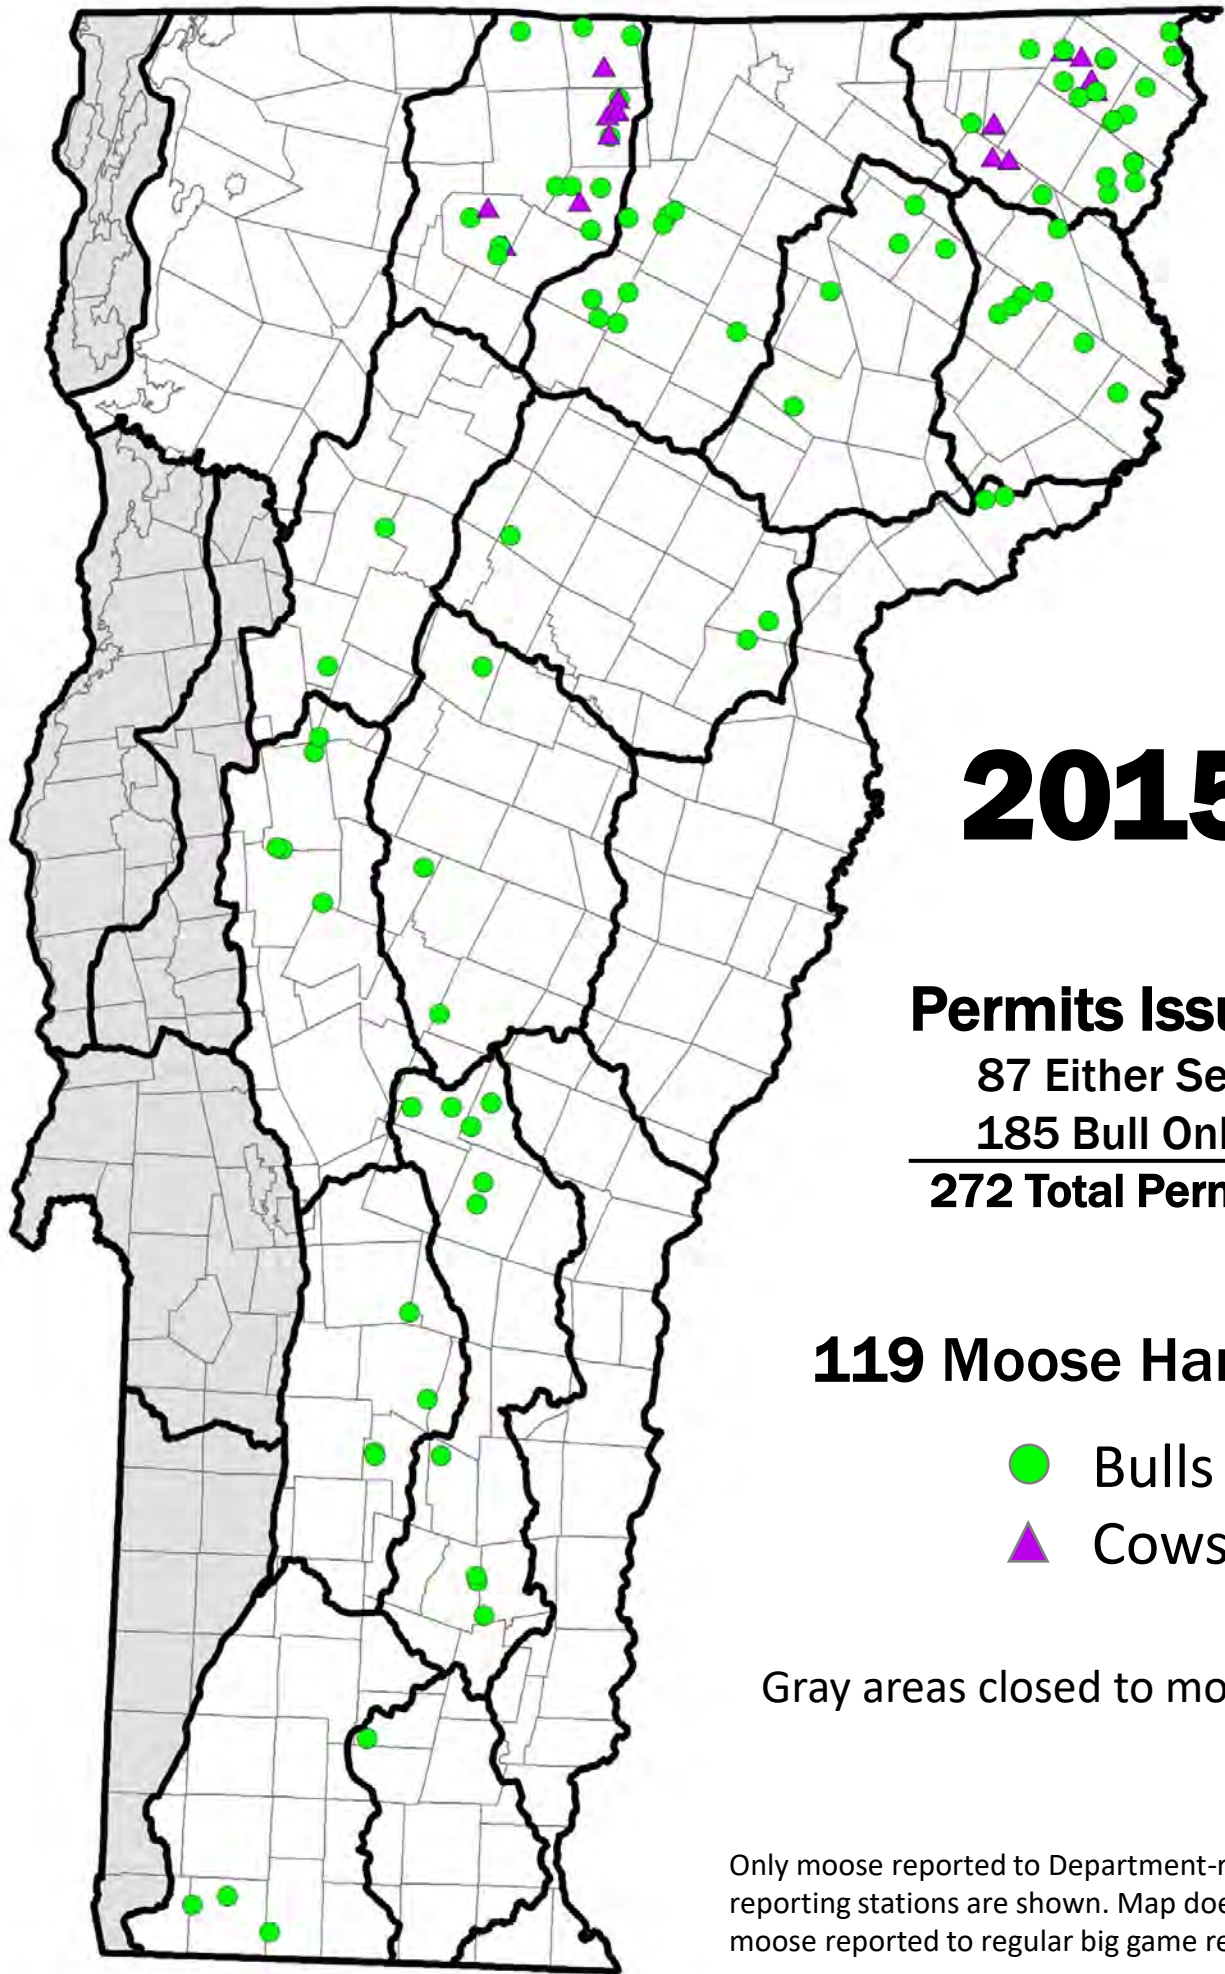 2015
Permits Issu
87 Either Se
185 Bull Onl
272 Total Perm
119 Moose Har
Bulls
Cows
Gray areas closed to mo
Only moose reported to Department-r
reporting stations are shown. Map doe
moose reported to regular big game re